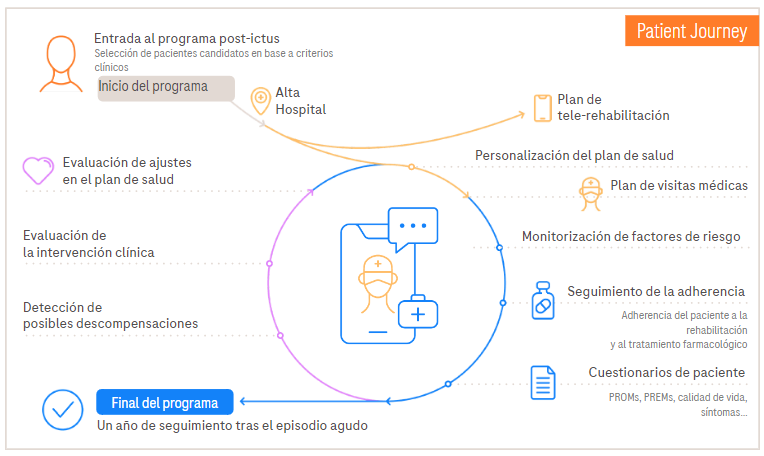 Patient Journey
Entrada al programa post-ictus
Selección de pacientes candidatos en base a criterios
clínicos
Inicio del programa
Alta
Hospital
Plan de
tele-rehabilitación
Personalización del plan de salud
Plan de visitas médicas
Monitorización de factores de riesgo
Seguimiento de la adherencia
Adherencia del paciente a la
rehabilitación
y al tratamiento farmacológico
Cuestionarios de paciente
PROMs, PREMs, calidad de vida,
síntomas...
Evaluación de ajustes
en el plan de salud
Evaluación de
la intervención clínica
Detección de
posibles descompensaciones
Final del programa
Un año de seguimiento tras el episodio agudo